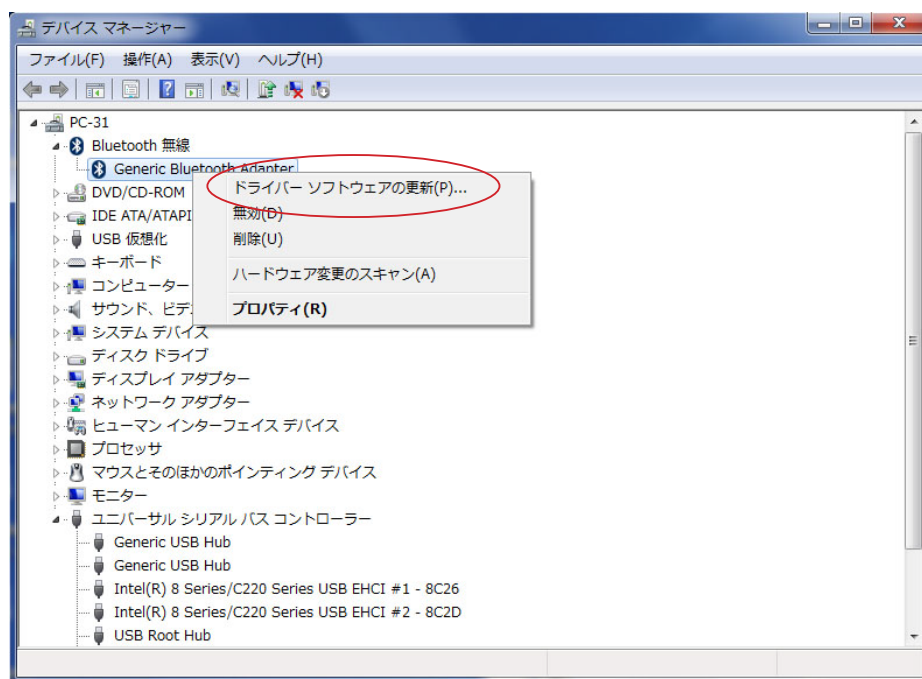 デバイス マネージャー
ファイル(F) 操作(A) 表示(V) ヘルプ(H)
PC-31
Bluetooth 無線
Generic Bluetooth Adapter
ドライバー ソフトウェアの更新(P)...
無効(D)
削除(U)
ハードウェア変更のスキャン(A)
プロパティ(R)
DVD/CD-ROM
IDE ATA/ATAPI
USB 仮想化
キーボード
コンピューター
サウンド、ビデ
システム デバイス
ディスク ドライブ
ディスプレイ アダプター
ネットワーク アダプター
ヒューマン インターフェイス デバイス
プロセッサ
マウスとそのほかのポインティング デバイス
モニター
ユニバーサル シリアル バス コントローラー
Generic USB Hub
Generic USB Hub
Intel(R) 8 Series/C220 Series USB EHCI #1 - 8C26
Intel(R) 8 Series/C220 Series USB EHCI #2 - 8C2D
USB Root Hub